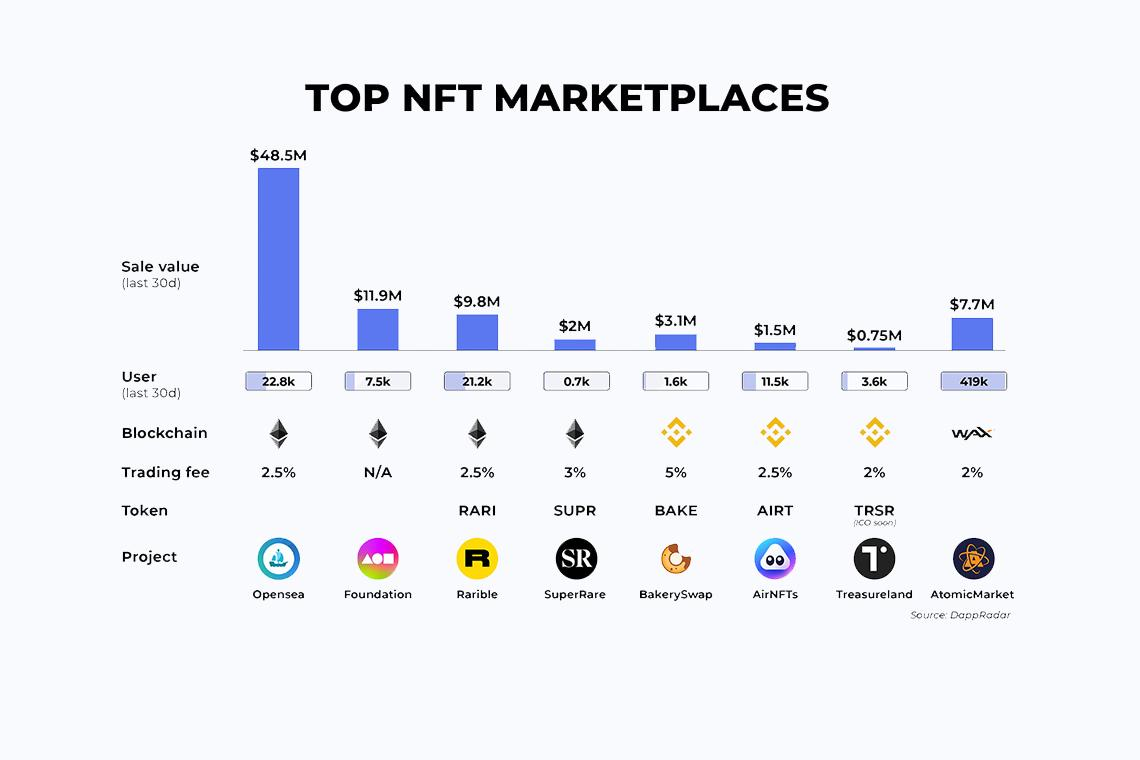 TOP NFT MARKETPLACES
$48.5M $11.9M $9.8M $2M $3.1M $1.5M $0.75M $7.7M
Sale value
(last 30d)
User 22.8k 7.5k 21.2k 0.7k 1.6k 11.5k 3.6k 419k
(last 30d)
Blockchain WAX
Trading fee 2.5% N/A 2.5% 3% 5% 2.5% 2% 2%
Token RARI SUPR BAKE AIRT TRSR
(ICO soon)
Project R SR T
Opensea Foundation Rarible SuperRare BakerySwap AirNFTs Treasureland AtomicMarket
Source: DappRadar